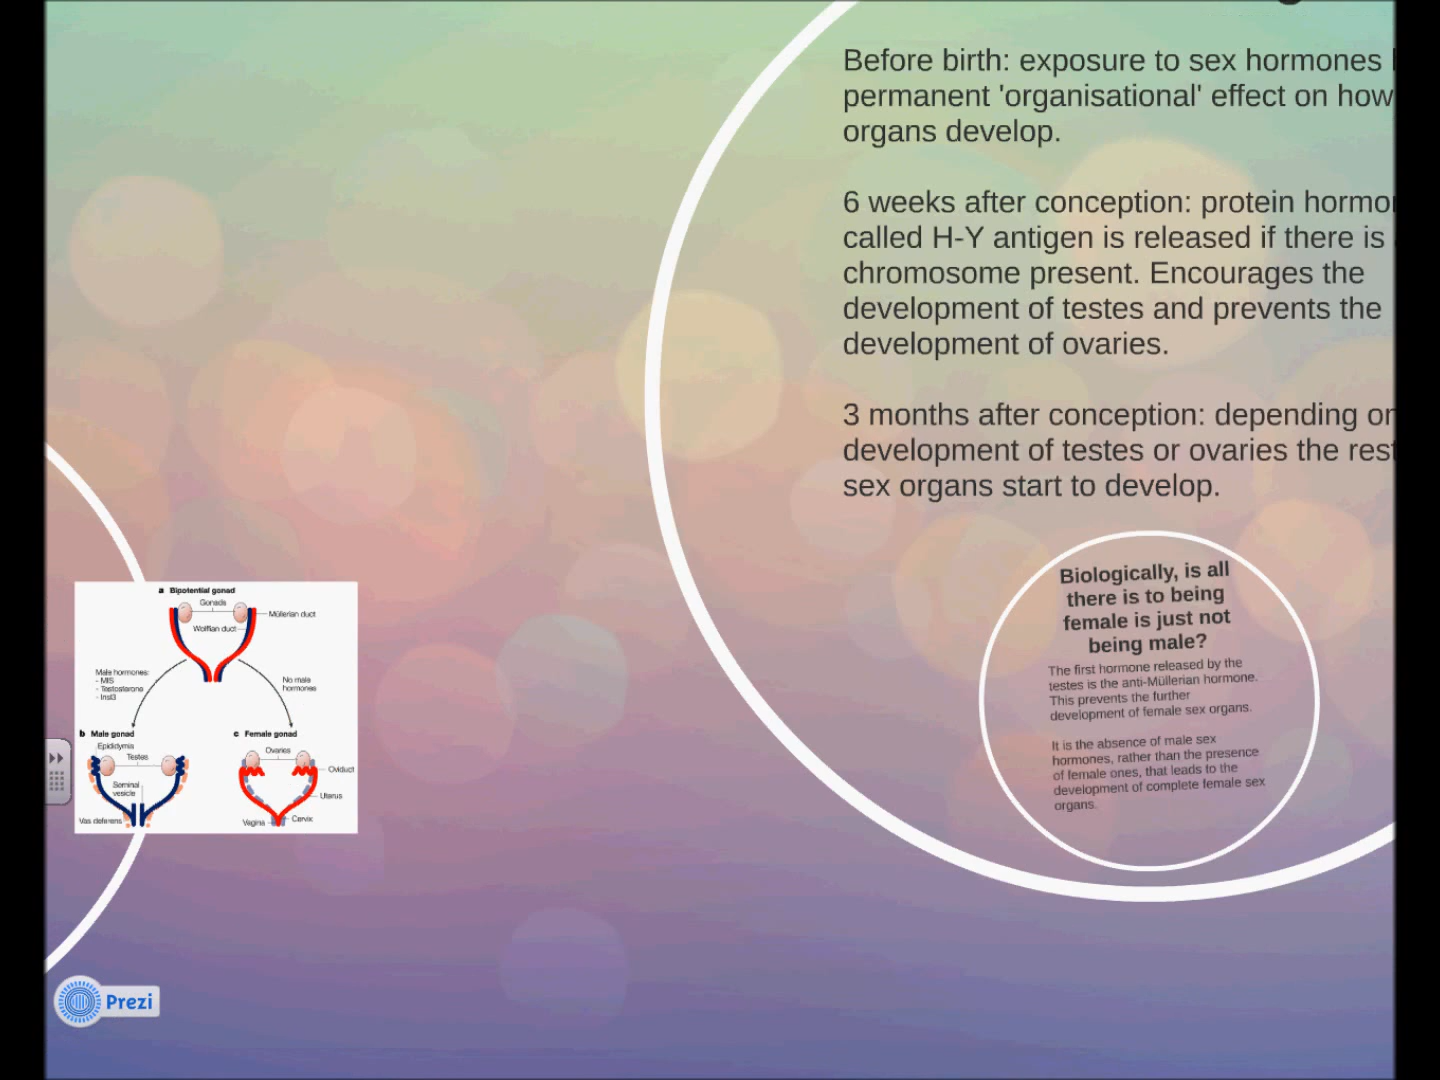 Before birth: exposure to sex hormones
permanent 'organisational' effect on how
organs develop.
6 weeks after conception: protein
called H-Y antigen is released if there is
chromosome present. Encourages the
development of testes and prevents the
development of ovaries.
3 months after conception: depending
development of testes or ovaries the rest
sex organs start to develop.
Biologically, is all
there is to being
female is just not
being male?
The first hormone released by the
testes is the anti-Müllerian hormone.
This prevents the further
development of female sex organs.
It is the absence of male sex
hormones, rather than the presence
of female ones, that leads to the
development of complete female sex
organs.
a Bipotential gonad
Gonads
Müllerian duct
Wolffian duct
Male hormones:
- MIS
- Testosterone
- Insl3
No male
hormones
b Male gonad
Epididymis
Testes
Seminal
vesicle
Vas deferens
c Female gonad
Ovaries
Oviduct
Uterus
Vagina
Cervix
Prezi